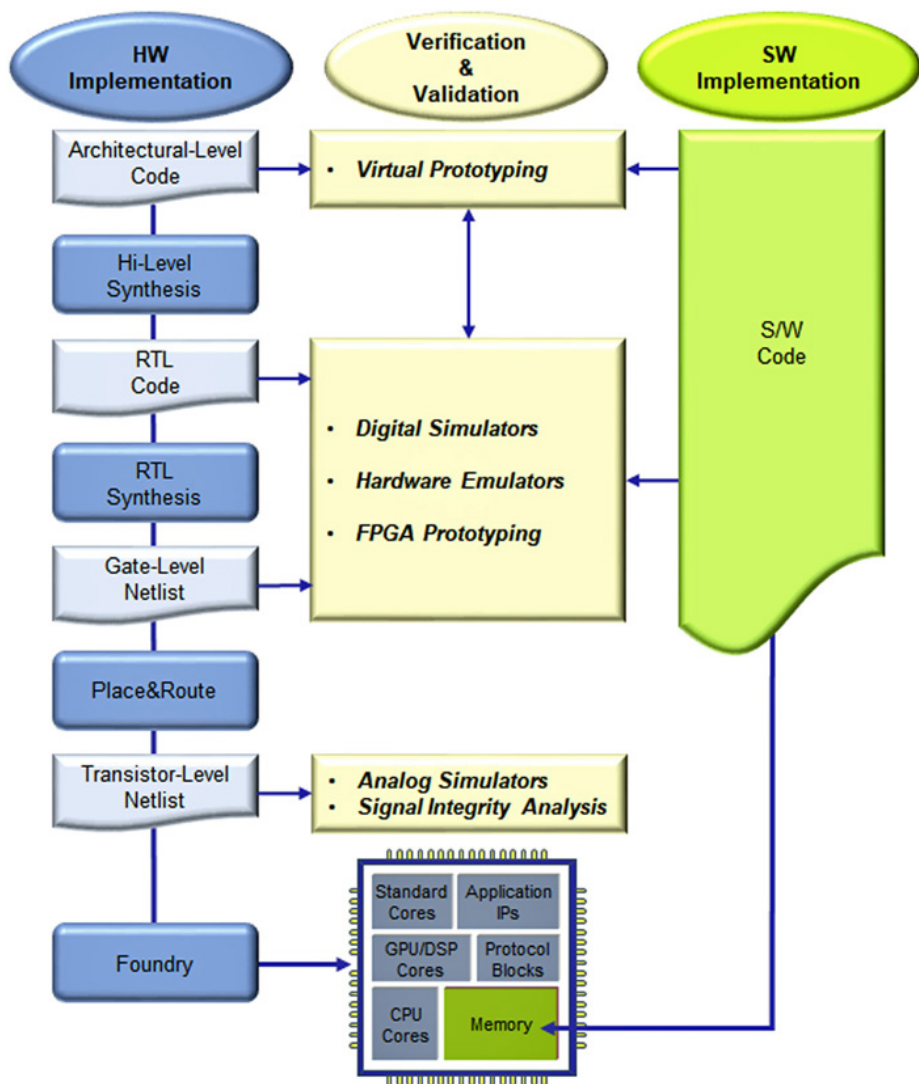 HW
Implementation
Verification
&
Validation
SW
Implementation
Architectural-Level
Code
• Virtual Prototyping
Hi-Level
Synthesis
S/W
Code
RTL
Code
• Digital Simulators
• Hardware Emulators
• FPGA Prototyping
RTL
Synthesis
Gate-Level
Netlist
Place&Route
Transistor-Level
Netlist
• Analog Simulators
• Signal Integrity Analysis
Foundry
Standard
Cores
Application
IPs
GPU/DSP
Cores
Protocol
Blocks
CPU
Cores
Memory